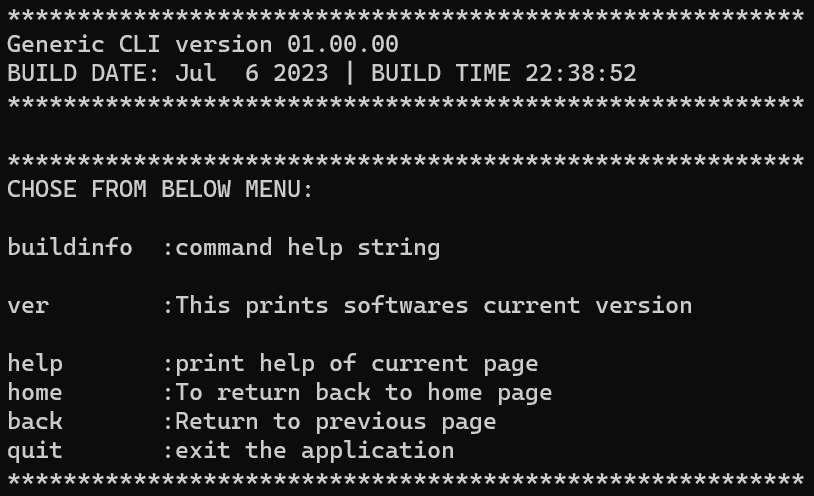 *********************************************************
Generic CLI version 01.00.00
BUILD DATE: Jul  6 2023 | BUILD TIME 22:38:52
*********************************************************

*********************************************************
CHOSE FROM BELOW MENU:

buildinfo  :command help string

ver        :This prints softwares current version

help       :print help of current page
home       :To return back to home page
back       :Return to previous page
quit       :exit the application
*********************************************************